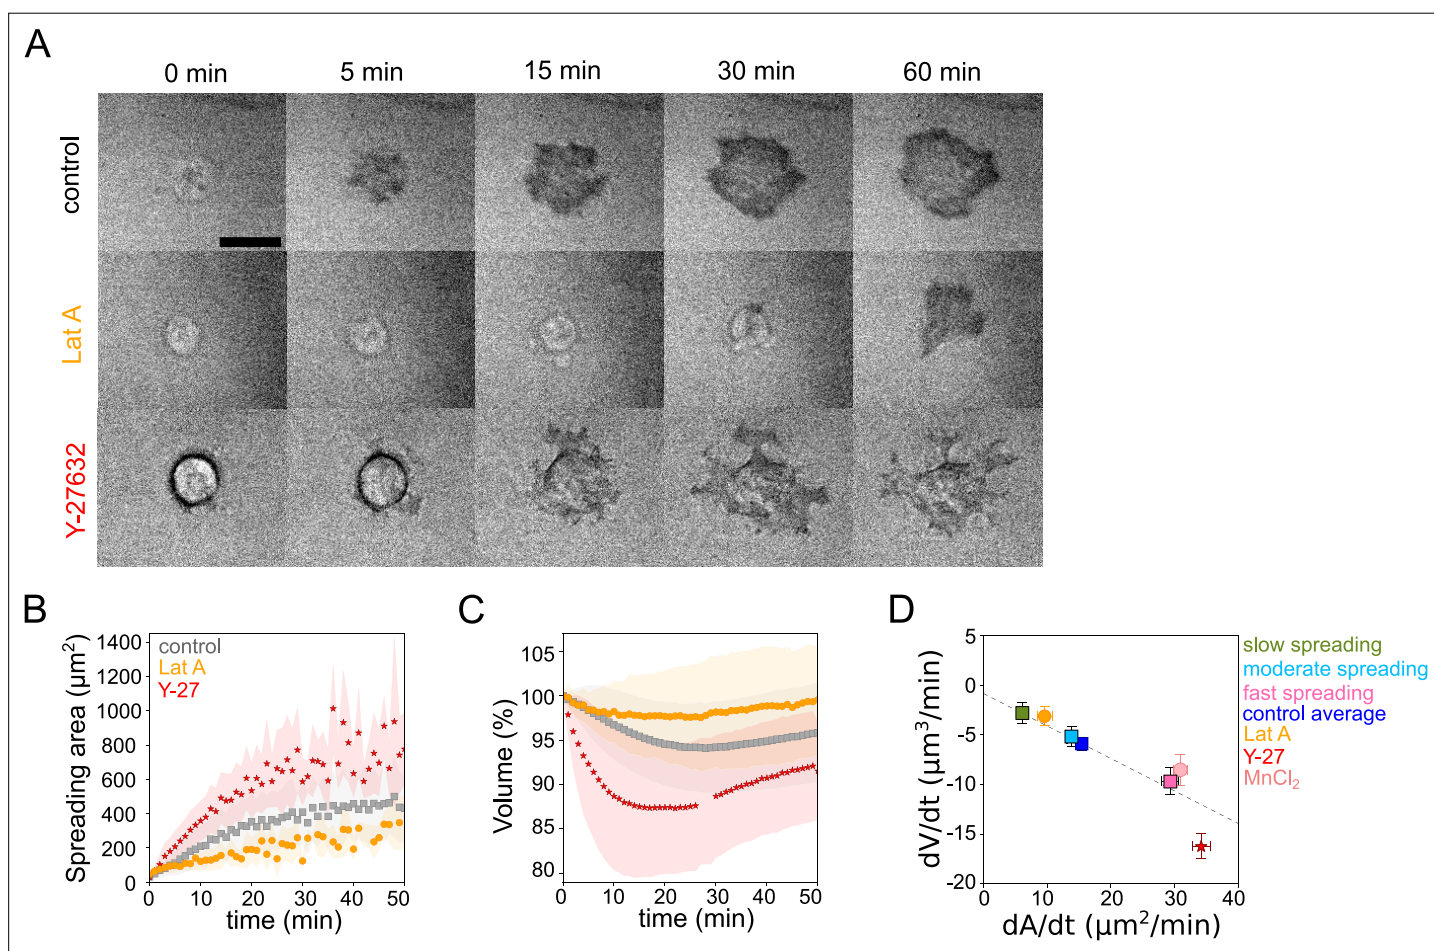 A
0 min 5 min 15 min 30 min 60 min
control
Lat A
Y-27632
B
Spreading area (μm²)
1400
1200
1000
800
600
400
200
0
control
Lat A
Y-27
0 10 20 30 40 50
time (min)
C
Volume (%)
105
100
95
90
85
80
0 10 20 30 40 50
time (min)
D
dV/dt (μm³/min)
5
0
-5
-10
-15
-20
0 10 20 30 40
dA/dt (μm²/min)
slow spreading
moderate spreading
fast spreading
control average
Lat A
Y-27
MnCl₂